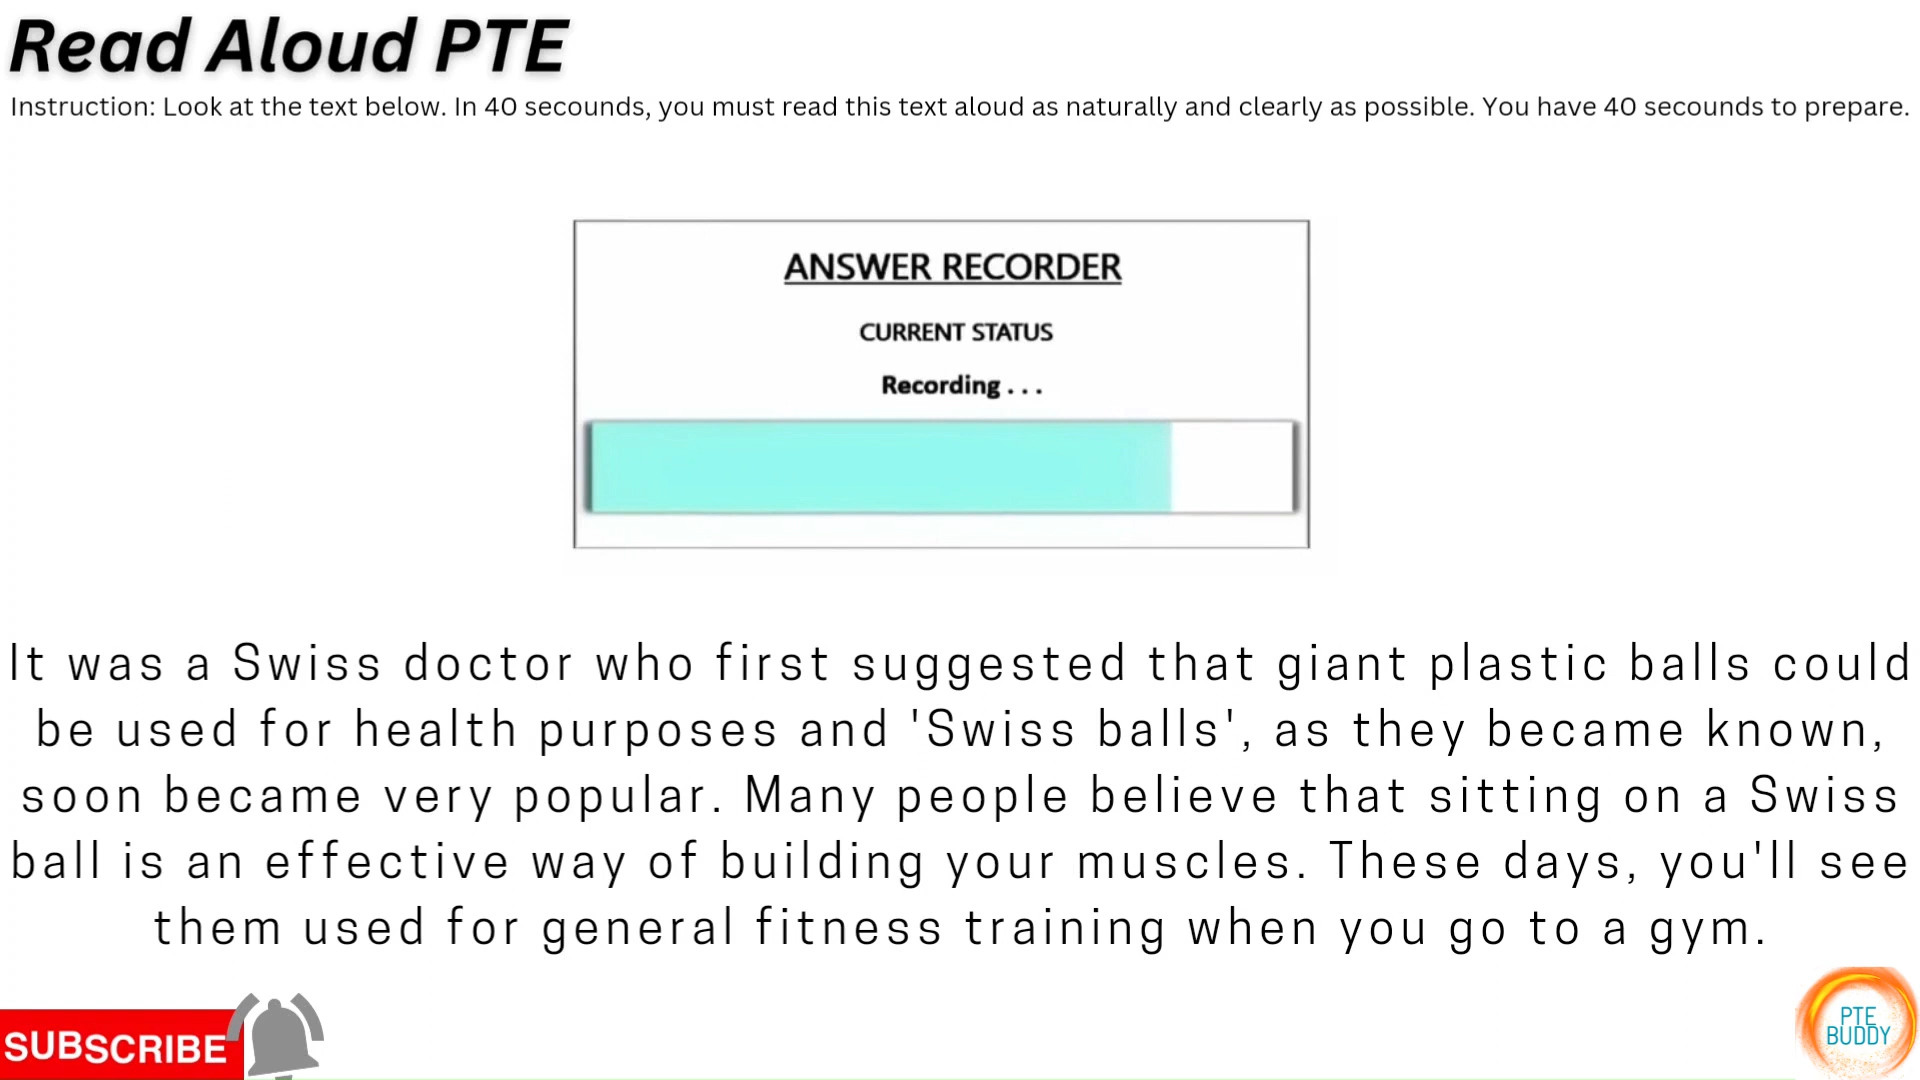 Read Aloud PTE
Instruction: Look at the text below. In 40 secounds, you must read this text aloud as naturally and clearly as possible. You have 40 secounds to prepare.
ANSWER RECORDER
CURRENT STATUS
Recording . . .
It was a Swiss doctor who first suggested that giant plastic balls could
be used for health purposes and 'Swiss balls', as they became known,
soon became very popular. Many people believe that sitting on a Swiss
ball is an effective way of building your muscles. These days, you'll see
them used for general fitness training when you go to a gym.
SUBSCRIBE
PTE
BUDDY